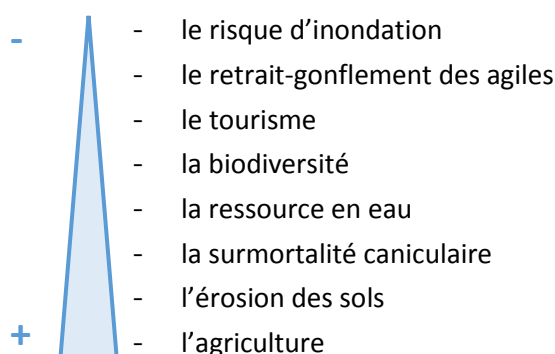 -
- le risque d’inondation
- le retrait-gonflement des agiles
- le tourisme
- la biodiversité
- la ressource en eau
- la surmortalité caniculaire
- l’érosion des sols
+
- l’agriculture